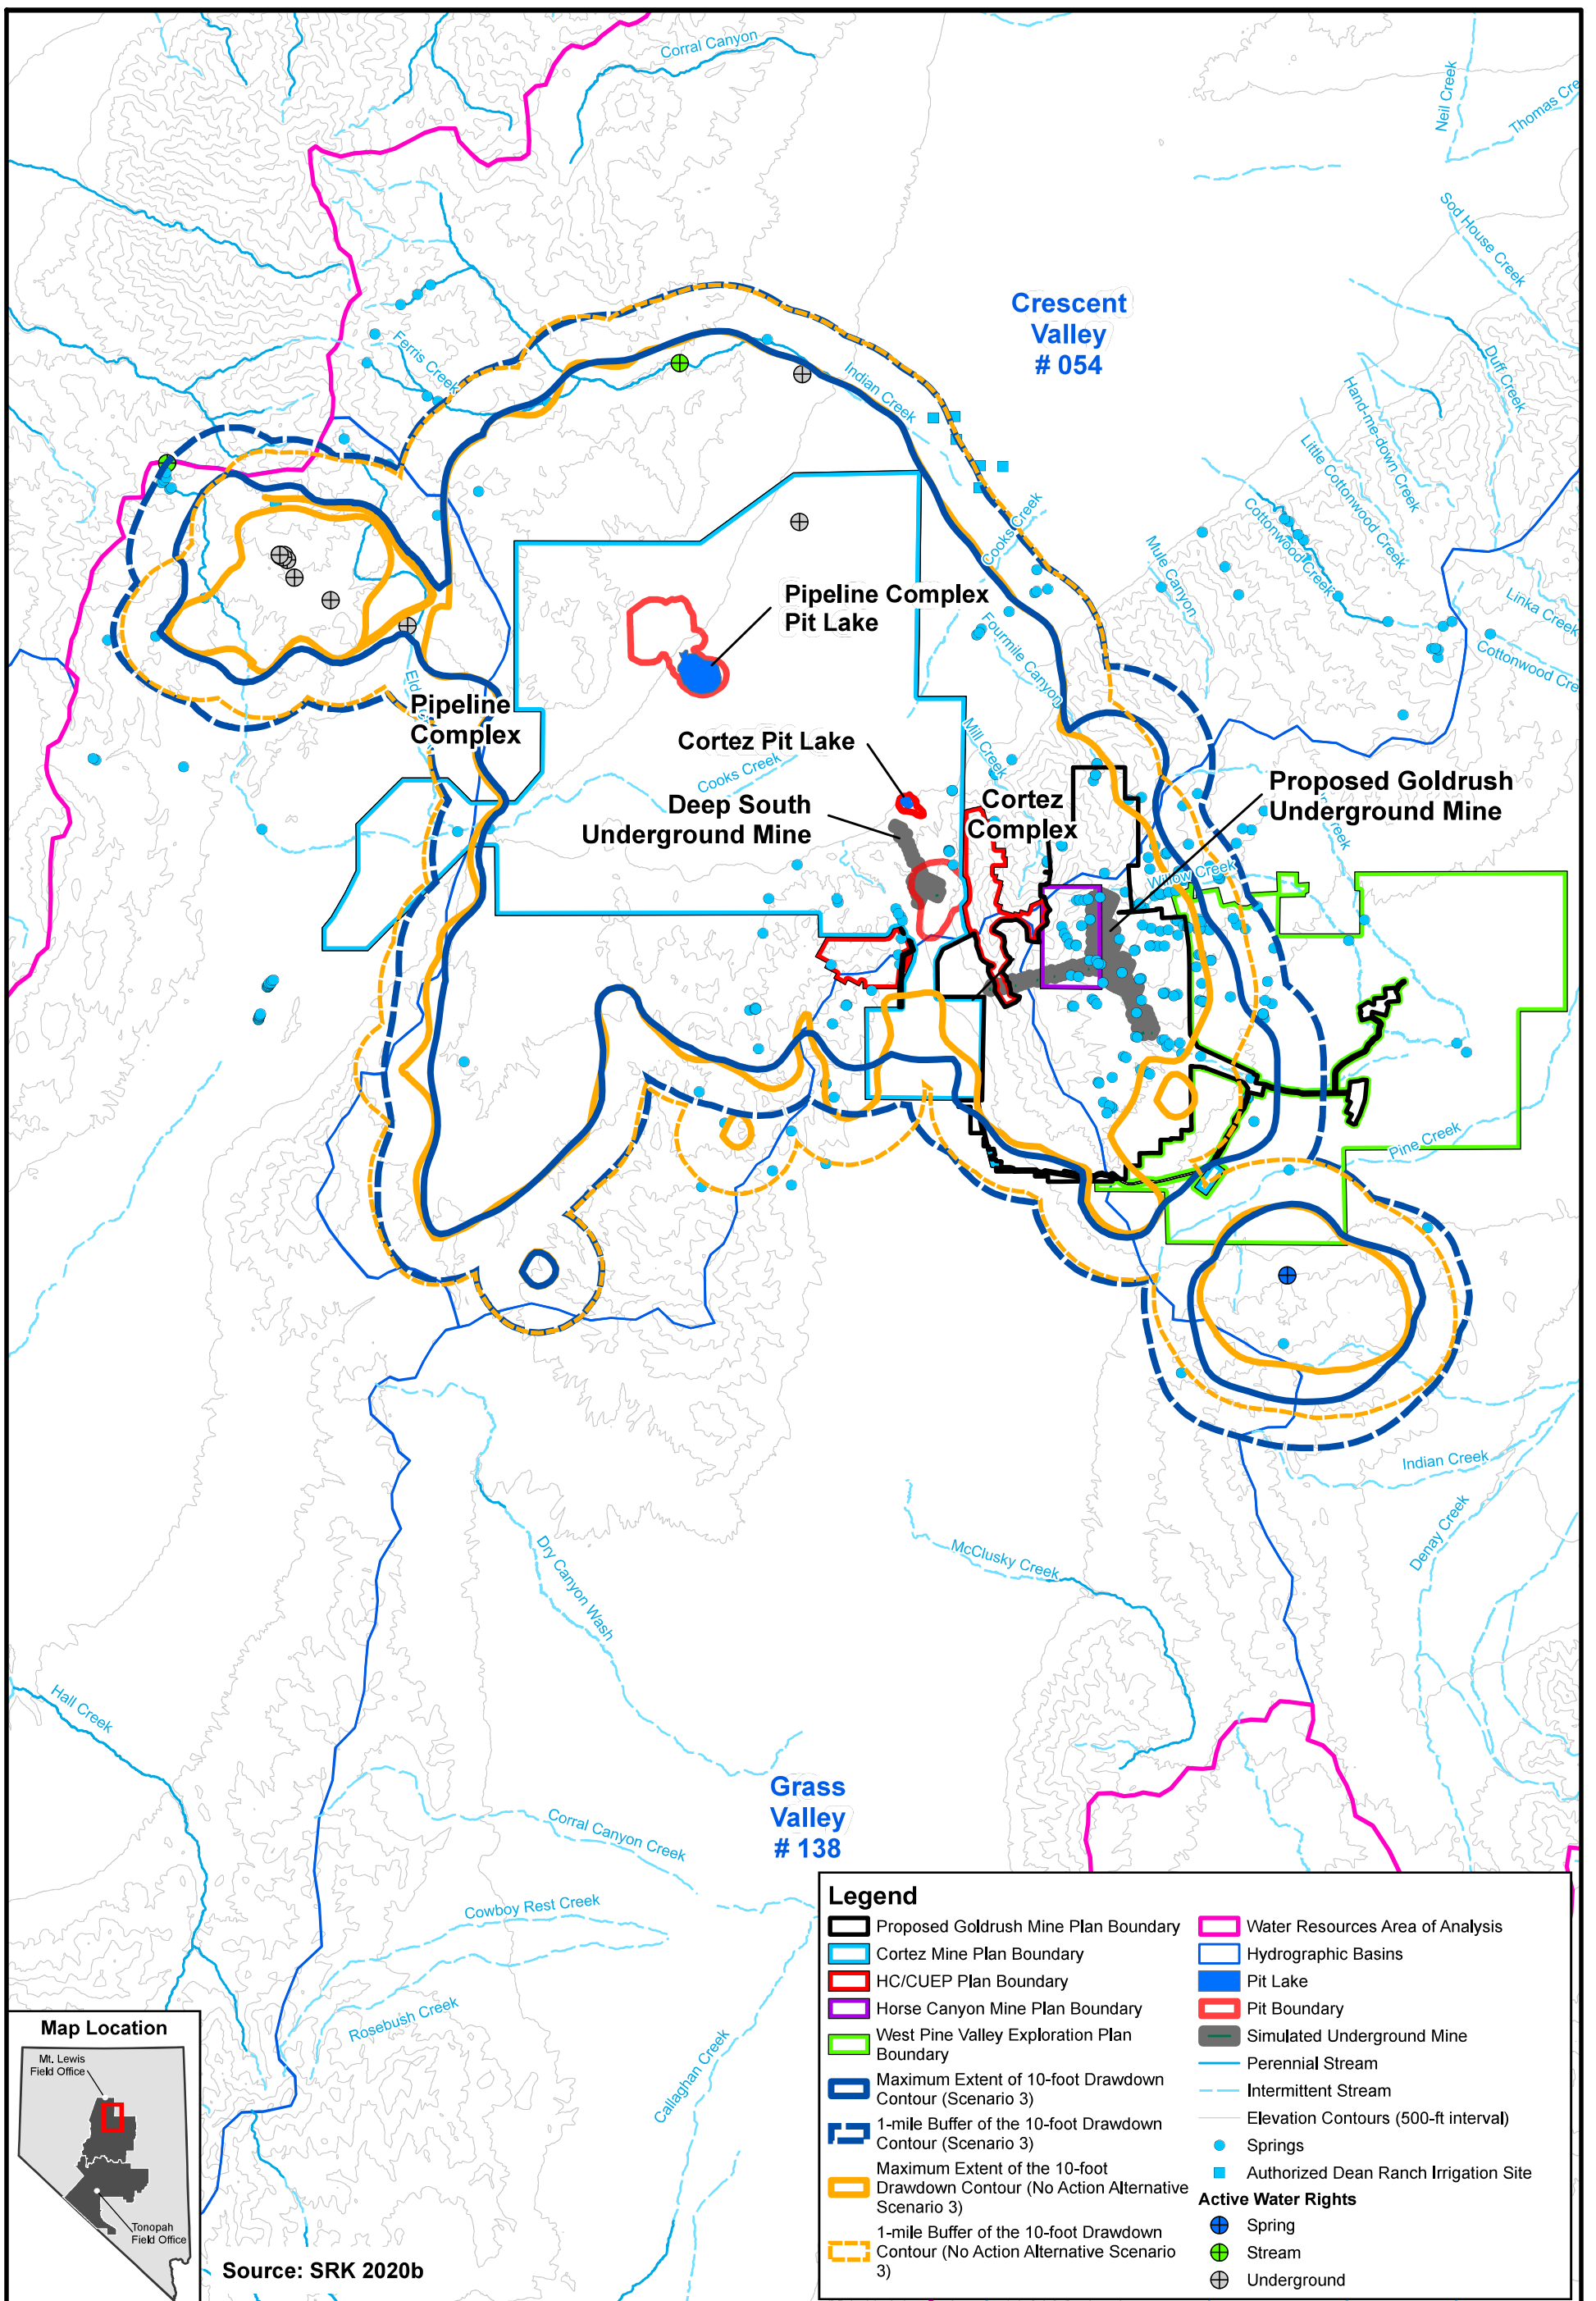 Corral Canyon
Neil Creek
Thomas Cre
Sod House Creek
Crescent
Valley
# 054
Ferris Creek
Indian Creek
Duff Creek
Hand-me-down Creek
Little Cottonwood Creek
Cottonwood Creek
Cooks Creek
Mule Canyon
Pipeline Complex
Pit Lake
Fourmile Canyon
Linka Creek
Cottonwood Cre
Pipeline
Complex
Mill Creek
Cortez Pit Lake
Cooks Creek
Deep South
Underground Mine
Cortez
Complex
Proposed Goldrush
Underground Mine
Willow Creek
Pine Creek
Indian Creek
Denay Creek
Dry Canyon Wash
McClusky Creek
Hall Creek
Grass
Valley
# 138
Corral Canyon Creek
Cowboy Rest Creek
Rosebush Creek
Callaghan Creek
Legend
Proposed Goldrush Mine Plan Boundary
Cortez Mine Plan Boundary
HC/CUEP Plan Boundary
Horse Canyon Mine Plan Boundary
West Pine Valley Exploration Plan
Boundary
Maximum Extent of 10-foot Drawdown
Contour (Scenario 3)
1-mile Buffer of the 10-foot Drawdown
Contour (Scenario 3)
Maximum Extent of the 10-foot
Drawdown Contour (No Action Alternative
Scenario 3)
1-mile Buffer of the 10-foot Drawdown
Contour (No Action Alternative Scenario
3)
Water Resources Area of Analysis
Hydrographic Basins
Pit Lake
Pit Boundary
Simulated Underground Mine
Perennial Stream
Intermittent Stream
Elevation Contours (500-ft interval)
Springs
Authorized Dean Ranch Irrigation Site
Active Water Rights
Spring
Stream
Underground
Map Location
Mt. Lewis
Field Office
Tonopah
Field Office
Source: SRK 2020b